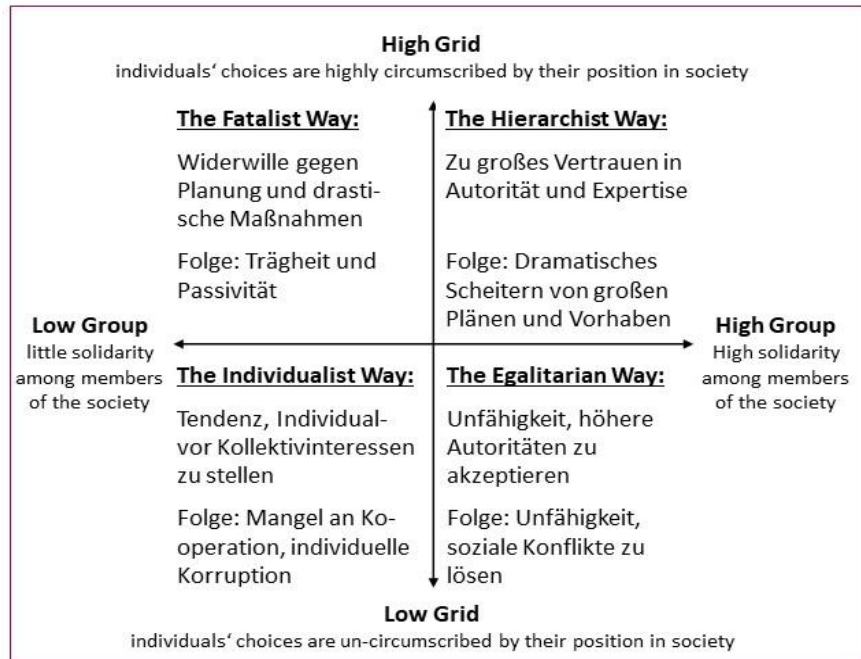 High Grid
individuals‘ choices are highly circumscribed by their position in society
The Fatalist Way:
Widerwille gegen
Planung und drasti-
sche Maßnahmen
Folge: Trägheit und
Passivität
The Hierarchist Way:
Zu großes Vertrauen in
Autorität und Expertise
Folge: Dramatisches
Scheitern von großen
Plänen und Vorhaben
Low Group
little solidarity
among members
of the society
High Group
High solidarity
among members
of the society
The Individualist Way:
Tendenz, Individual-
vor Kollektivinteressen
zu stellen
Folge: Mangel an Ko-
operation, individuelle
Korruption
The Egalitarian Way:
Unfähigkeit, höhere
Autoritäten zu
akzeptieren
Folge: Unfähigkeit,
soziale Konflikte zu
lösen
Low Grid
individuals‘ choices are un-circumscribed by their position in society